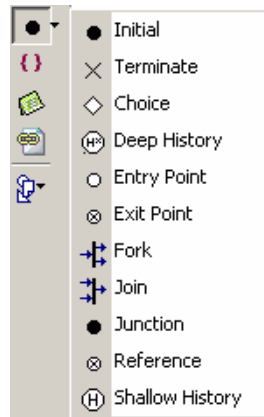 Initial
Terminate
Choice
Deep History
Entry Point
Exit Point
Fork
Join
Junction
Reference
Shallow History